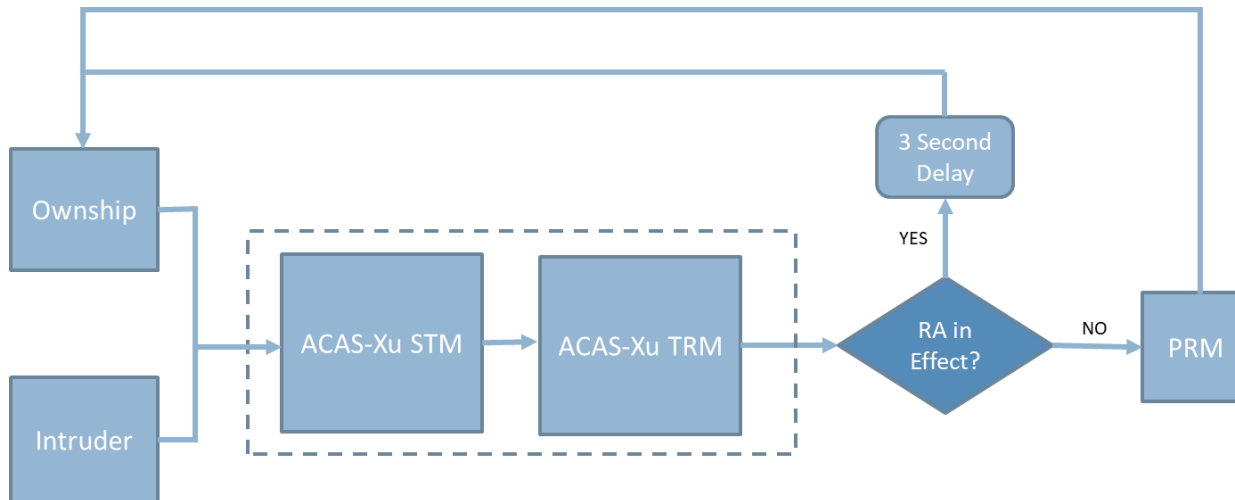 Ownship
Intruder
ACAS-Xu STM
ACAS-Xu TRM
RA in
Effect?
YES
3 Second
Delay
NO
PRM